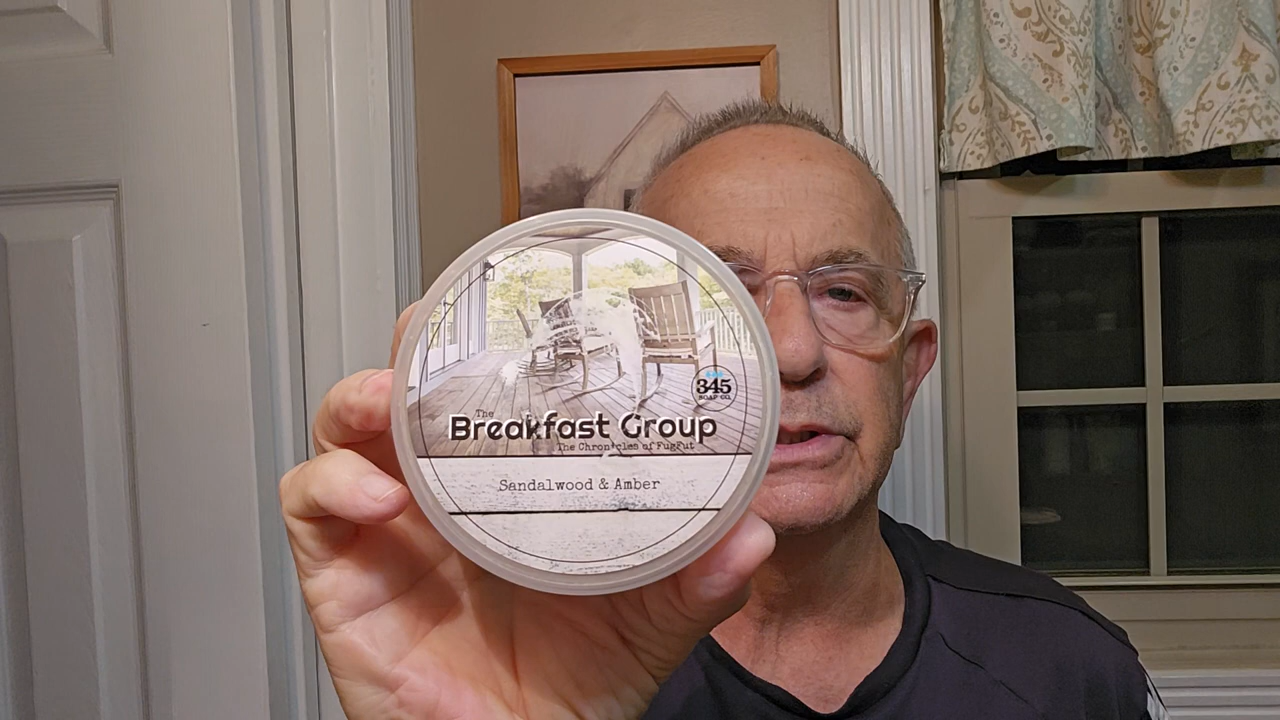 345
SOAP CO.
The
Breakfast Group
The Chronicles of FugFut
Sandalwood & Amber